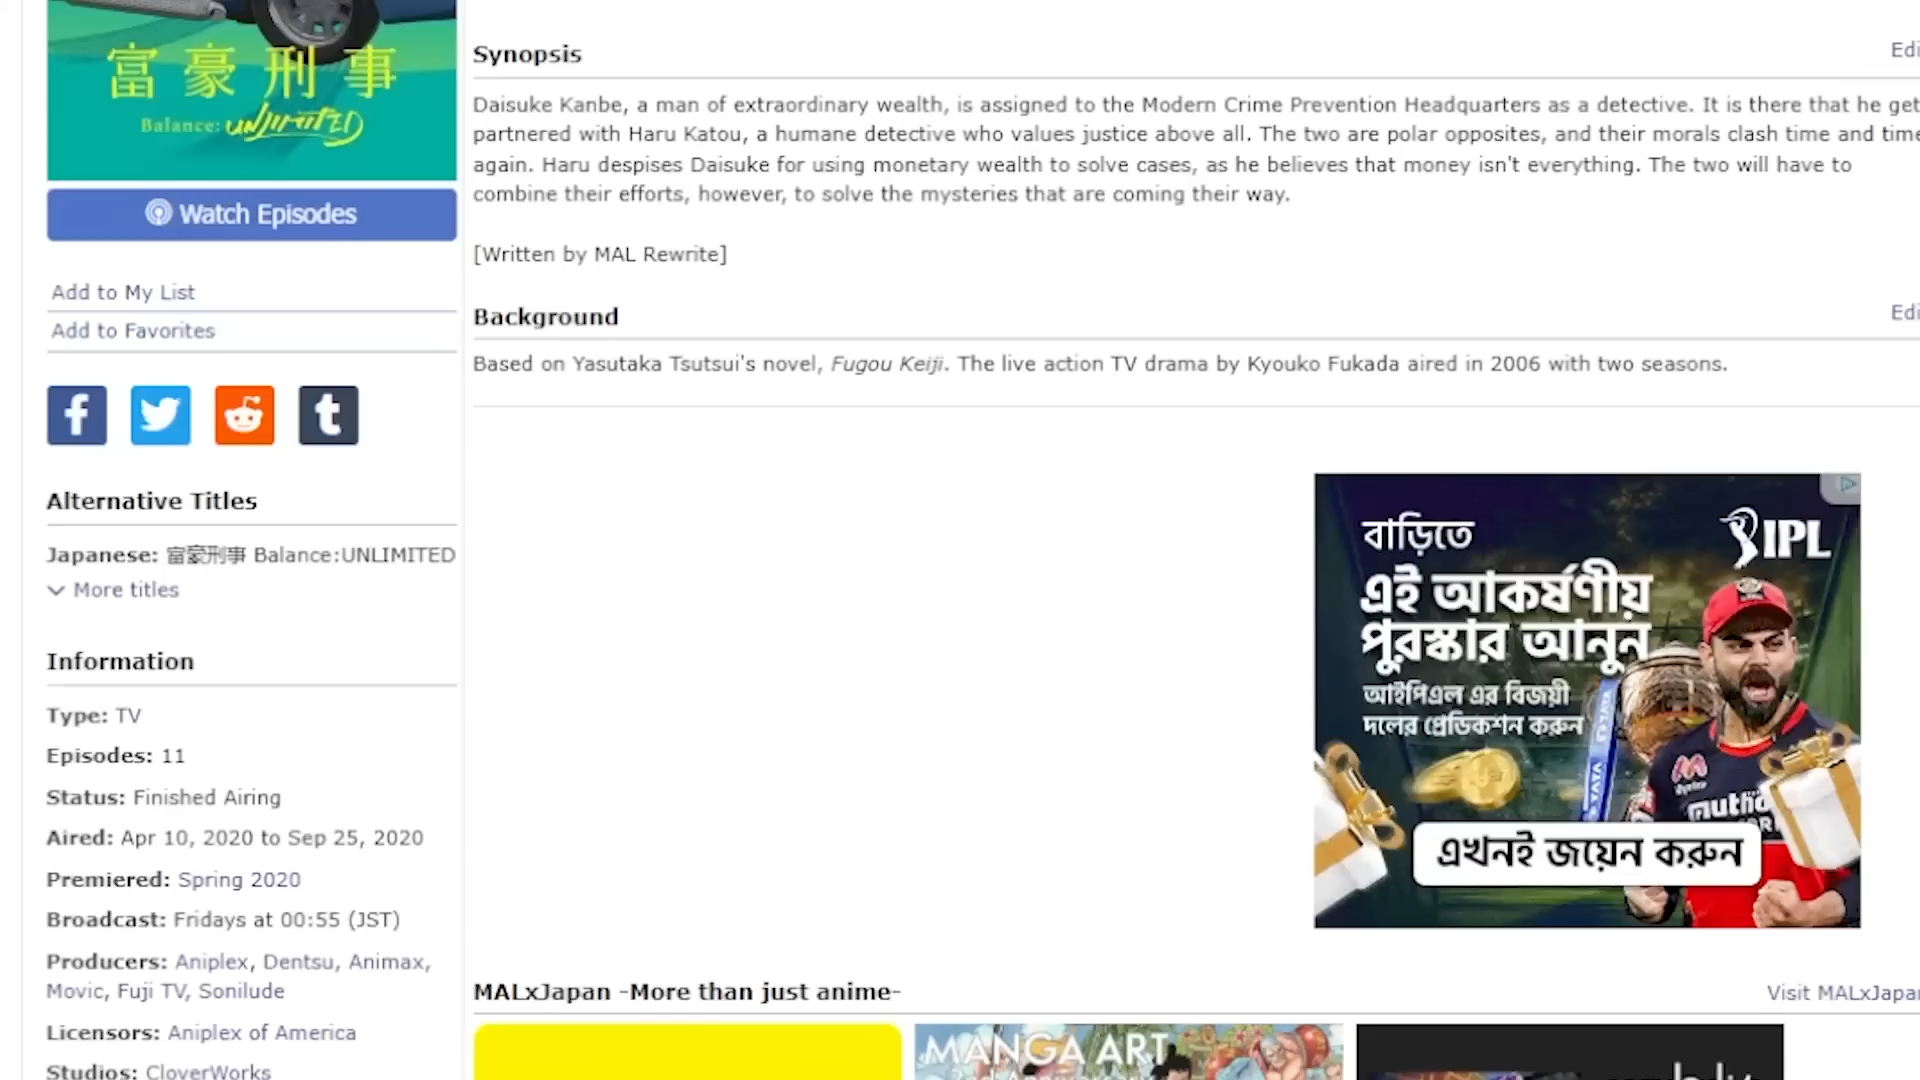 富豪刑事
Balance: UNLIMITED
Watch Episodes
Add to My List
Add to Favorites
Alternative Titles
Japanese: 富豪刑事 Balance:UNLIMITED
More titles
Information
Type: TV
Episodes: 11
Status: Finished Airing
Aired: Apr 10, 2020 to Sep 25, 2020
Premiered: Spring 2020
Broadcast: Fridays at 00:55 (JST)
Producers: Aniplex, Dentsu, Animax,
Movic, Fuji TV, Sonilude
Licensors: Aniplex of America
Studios: CloverWorks
Synopsis
Edi
Daisuke Kanbe, a man of extraordinary wealth, is assigned to the Modern Crime Prevention Headquarters as a detective. It is there that he get
partnered with Haru Katou, a humane detective who values justice above all. The two are polar opposites, and their morals clash time and time
again. Haru despises Daisuke for using monetary wealth to solve cases, as he believes that money isn't everything. The two will have to
combine their efforts, however, to solve the mysteries that are coming their way.
[Written by MAL Rewrite]
Background
Edi
Based on Yasutaka Tsutsui's novel, Fugou Keiji. The live action TV drama by Kyouko Fukada aired in 2006 with two seasons.
বাড়িতে
এই আকর্ষণীয়
পুরস্কার আনুন
আইপিএল এর বিজয়ী
দলের প্রেডিকশন করুন
IPL
VIVO
এখনই জয়েন করুন
MALxJapan -More than just anime-
Visit MALxJapan
MANGA ART